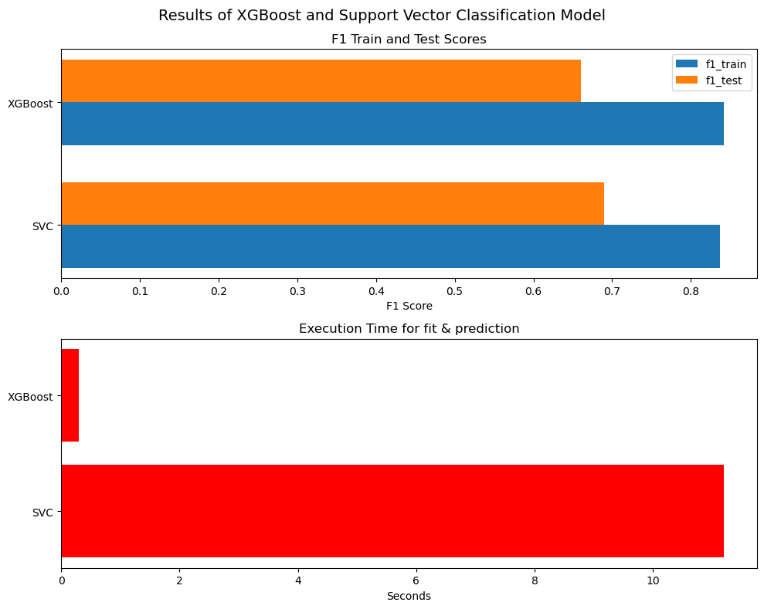 Results of XGBoost and Support Vector Classification Model
F1 Train and Test Scores
f1_train
f1_test
XGBoost
SVC
0.0 0.1 0.2 0.3 0.4 0.5 0.6 0.7 0.8
F1 Score
Execution Time for fit & prediction
XGBoost
SVC
0 2 4 6 8 10
Seconds